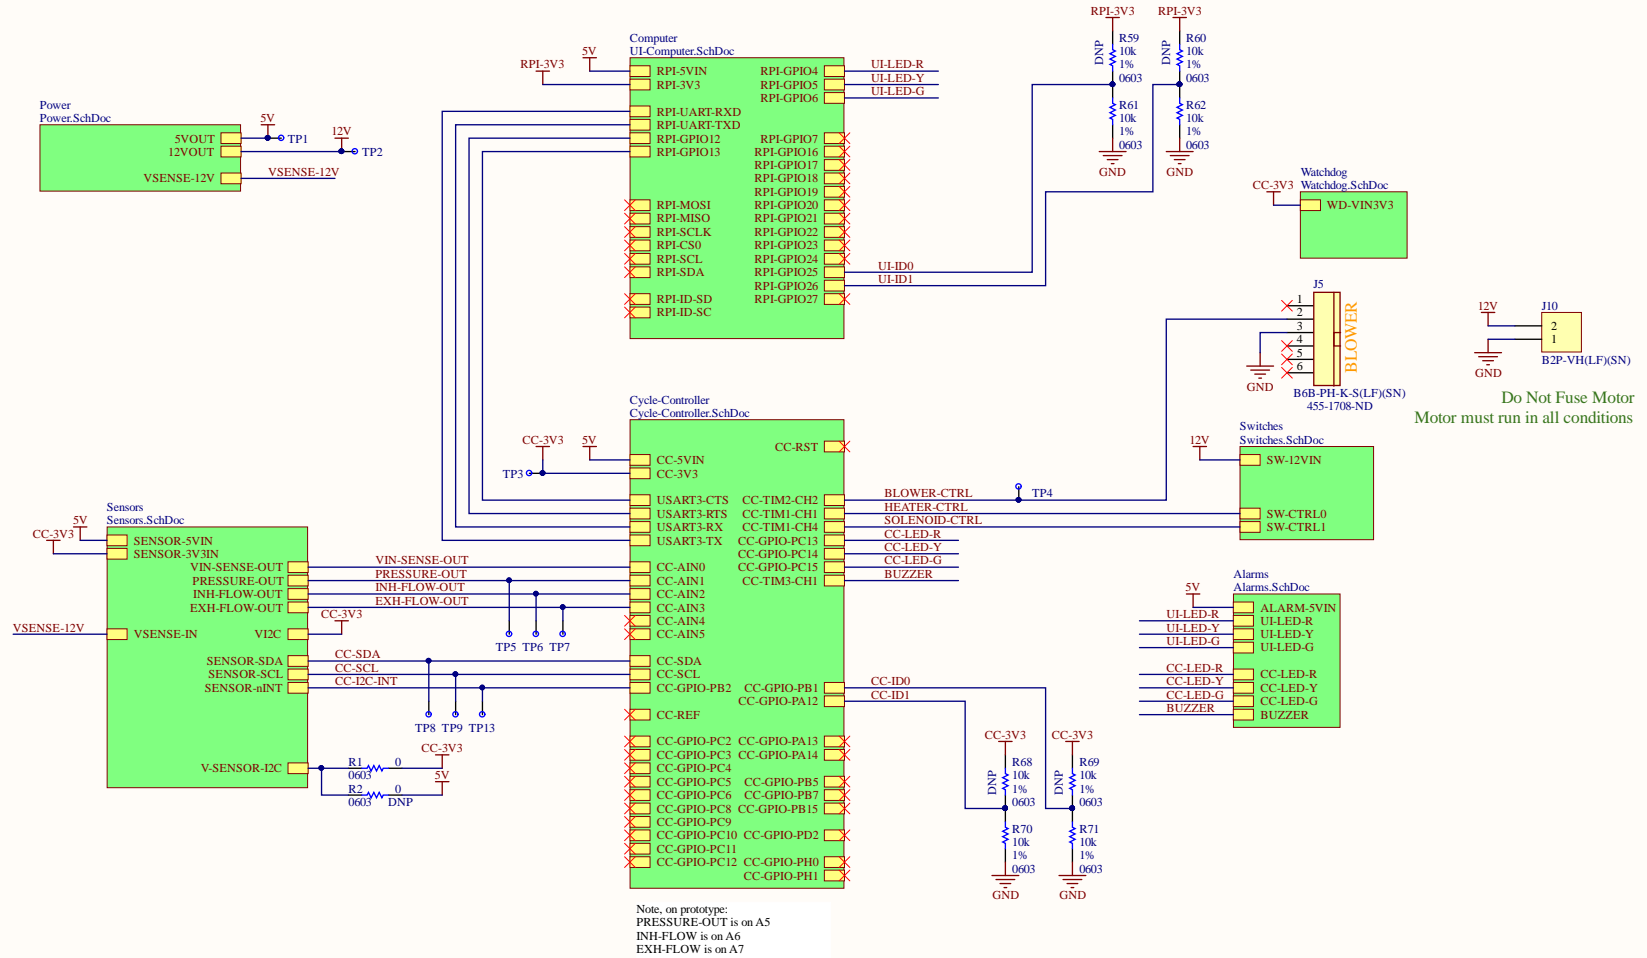 Power
Power.SchDoc
5VOUT
12VOUT
VSENSE-12V
5V
TP1
12V
TP2
VSENSE-12V
Computer
UI-Computer.SchDoc
5V
RPI-3V3
RPI-5VIN
RPI-3V3
RPI-UART-RXD
RPI-UART-TXD
RPI-GPIO12
RPI-GPIO13
RPI-MOSI
RPI-MISO
RPI-SCLK
RPI-CS0
RPI-SCL
RPI-SDA
RPI-ID-SD
RPI-ID-SC
RPI-GPIO4
RPI-GPIO5
RPI-GPIO6
RPI-GPIO7
RPI-GPIO16
RPI-GPIO17
RPI-GPIO18
RPI-GPIO19
RPI-GPIO20
RPI-GPIO21
RPI-GPIO22
RPI-GPIO23
RPI-GPIO24
RPI-GPIO25
RPI-GPIO26
RPI-GPIO27
UI-LED-R
UI-LED-Y
UI-LED-G
UI-ID0
UI-ID1
RPI-3V3
DNP
R59
10k
1%
0603
R61
10k
1%
0603
GND
RPI-3V3
DNP
R60
10k
1%
0603
R62
10k
1%
0603
GND
Watchdog
Watchdog.SchDoc
CC-3V3
WD-VIN3V3
J5
1
2
3
4
5
6
BLOWER
GND
B6B-PH-K-S(LF)(SN)
455-1708-ND
12V
J10
2
1
GND
B2P-VH(LF)(SN)
Do Not Fuse Motor
Motor must run in all conditions
Switches
Switches.SchDoc
12V
SW-12VIN
SW-CTRL0
SW-CTRL1
Cycle-Controller
Cycle-Controller.SchDoc
CC-3V3
5V
TP3
CC-5VIN
CC-3V3
USART3-CTS
USART3-RTS
USART3-RX
USART3-TX
CC-AIN0
CC-AIN1
CC-AIN2
CC-AIN3
CC-AIN4
CC-AIN5
CC-SDA
CC-SCL
CC-GPIO-PB2
CC-REF
CC-GPIO-PC2
CC-GPIO-PC3
CC-GPIO-PC4
CC-GPIO-PC5
CC-GPIO-PC6
CC-GPIO-PC8
CC-GPIO-PC9
CC-GPIO-PC10
CC-GPIO-PC11
CC-GPIO-PC12
CC-RST
CC-TIM2-CH2
CC-TIM1-CH1
CC-TIM1-CH4
CC-GPIO-PC13
CC-GPIO-PC14
CC-GPIO-PC15
CC-TIM3-CH1
CC-GPIO-PB1
CC-GPIO-PA12
CC-GPIO-PA13
CC-GPIO-PA14
CC-GPIO-PB5
CC-GPIO-PB7
CC-GPIO-PB15
CC-GPIO-PD2
CC-GPIO-PH0
CC-GPIO-PH1
BLOWER-CTRL
HEATER-CTRL
SOLENOID-CTRL
CC-LED-R
CC-LED-Y
CC-LED-G
BUZZER
TP4
CC-ID0
CC-ID1
Sensors
Sensors.SchDoc
5V
CC-3V3
SENSOR-5VIN
SENSOR-3V3IN
VIN-SENSE-OUT
PRESSURE-OUT
INH-FLOW-OUT
EXH-FLOW-OUT
VSENSE-12V
VSENSE-IN
VI2C
SENSOR-SDA
SENSOR-SCL
SENSOR-nINT
V-SENSOR-I2C
VIN-SENSE-OUT
PRESSURE-OUT
INH-FLOW-OUT
EXH-FLOW-OUT
CC-3V3
TP5
TP6
TP7
CC-SDA
CC-SCL
CC-I2C-INT
TP8
TP9
TP13
CC-3V3
R1
0
0603
5V
R2
0
0603
DNP
Alarms
Alarms.SchDoc
5V
ALARM-5VIN
UI-LED-R
UI-LED-R
UI-LED-Y
UI-LED-Y
UI-LED-G
UI-LED-G
CC-LED-R
CC-LED-R
CC-LED-Y
CC-LED-Y
CC-LED-G
CC-LED-G
BUZZER
BUZZER
CC-3V3
DNP
R68
10k
1%
0603
R70
10k
1%
0603
GND
CC-3V3
DNP
R69
10k
1%
0603
R71
10k
1%
0603
GND
Note, on prototype:
PRESSURE-OUT is on A5
INH-FLOW is on A6
EXH-FLOW is on A7